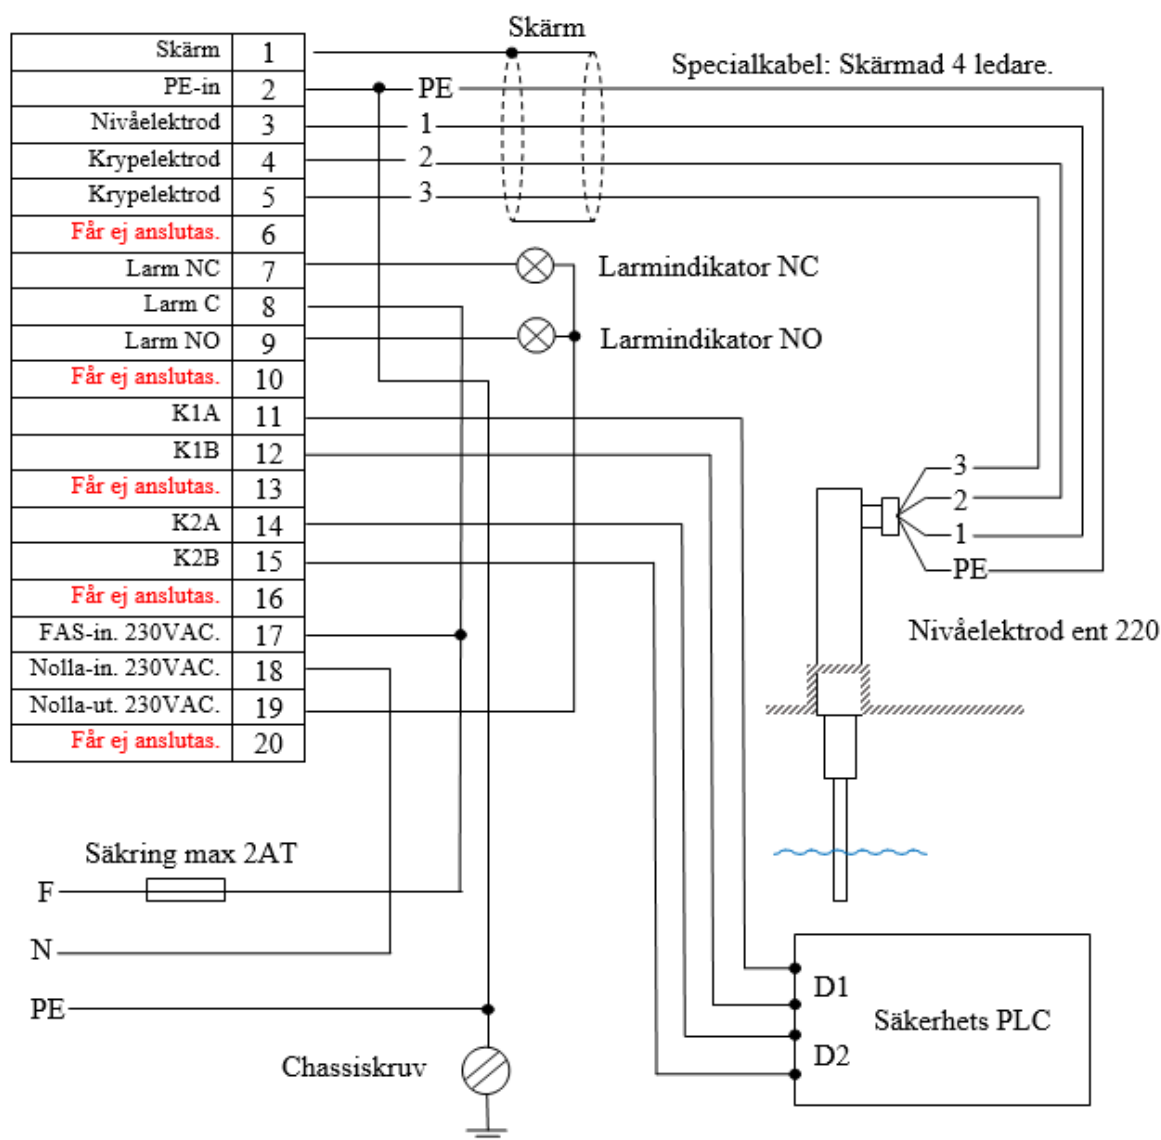 Skärm
Specialkabel: Skärmad 4 ledare.
Skärm 1
PE-in 2 PE
Nivåelektrod 3 1
Krypelektrod 4 2
Krypelektrod 5 3
Får ej anslutas. 6
Larm NC 7 Larmindikator NC
Larm C 8
Larm NO 9 Larmindikator NO
Får ej anslutas. 10
K1A 11
K1B 12
Får ej anslutas. 13
K2A 14
K2B 15
Får ej anslutas. 16
FAS-in. 230VAC. 17
Nolla-in. 230VAC. 18
Nolla-ut. 230VAC. 19
Får ej anslutas. 20
3
2
1
PE
Nivåelektrod ent 220
Säkring max 2AT
F
N
PE
Chassiskruv
D1
D2
Säkerhets PLC